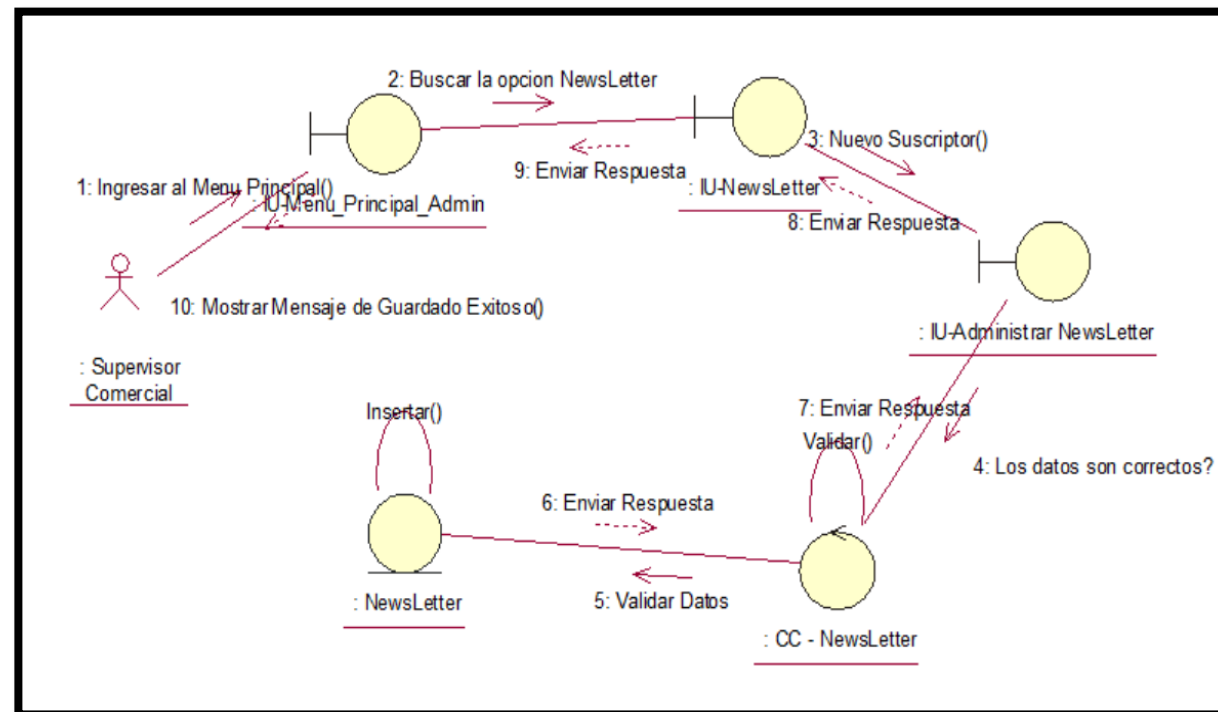 2: Buscar la opcion NewsLetter
3: Nuevo Suscriptor()
9: Enviar Respuesta
1: Ingresar al Menu Principal()
: IU-NewsLetter
: IU-Menu_Principal_Admin
8: Enviar Respuesta
10: Mostrar Mensaje de Guardado Exitoso()
: IU-Administrar NewsLetter
: Supervisor
Comercial
Insertar()
7: Enviar Respuesta
Validar()
4: Los datos son correctos?
6: Enviar Respuesta
: NewsLetter
5: Validar Datos
: CC - NewsLetter